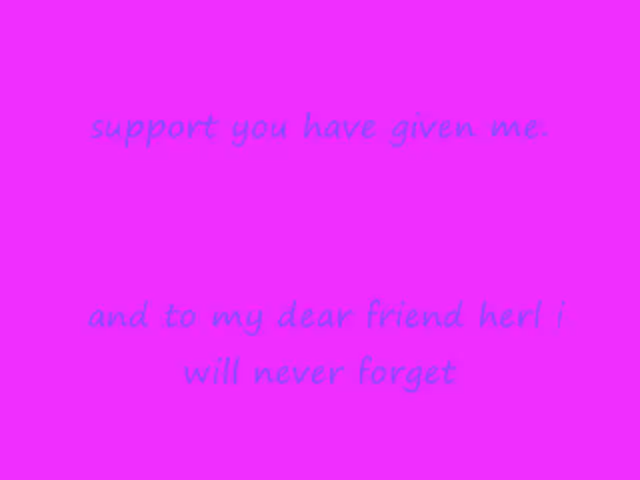 support you have given me.
and to my dear friend herl i
will never forget